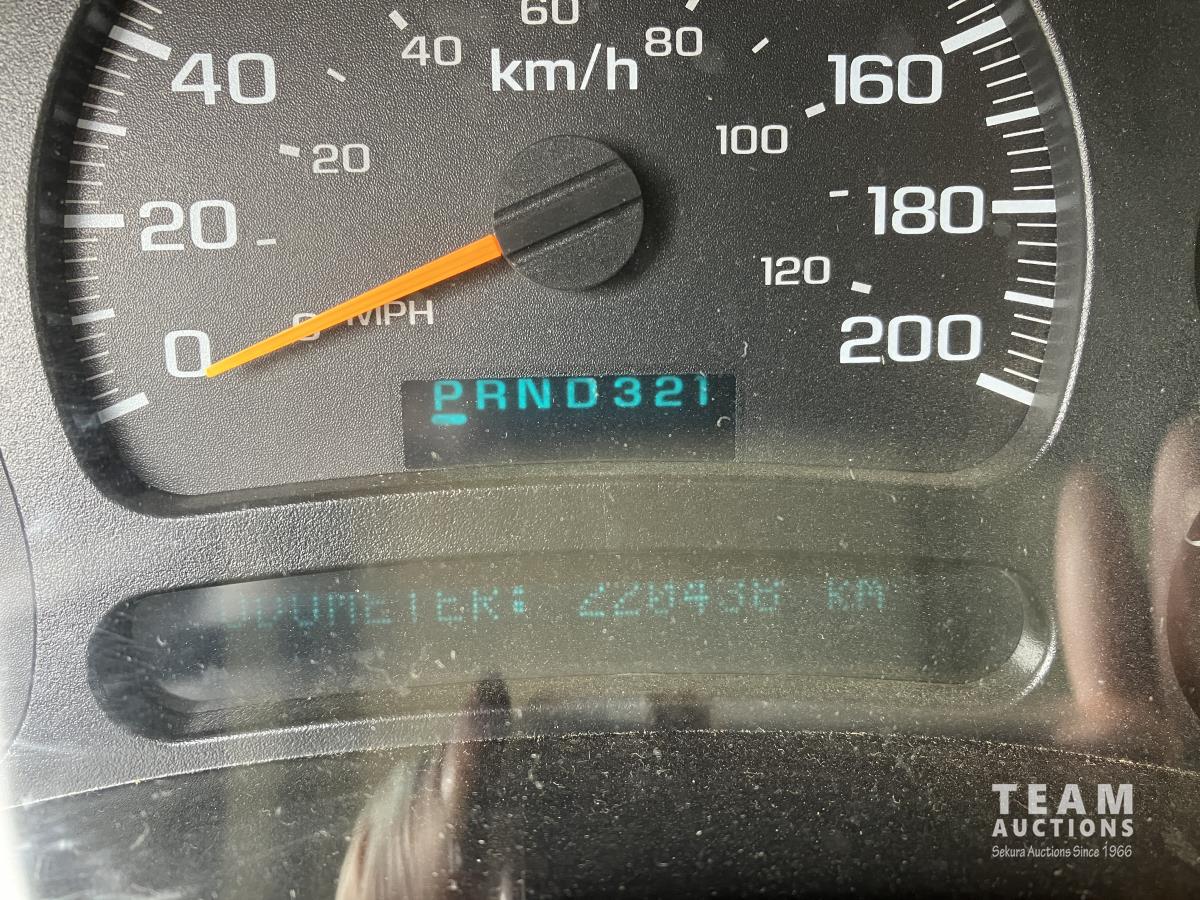 60
40 80
40 km/h 160
20 100
20 180
120
0 MPH
0 200
PRND321
ODOMETER: 220438 KM
TEAM
AUCTIONS
Sekura Auctions Since 1966